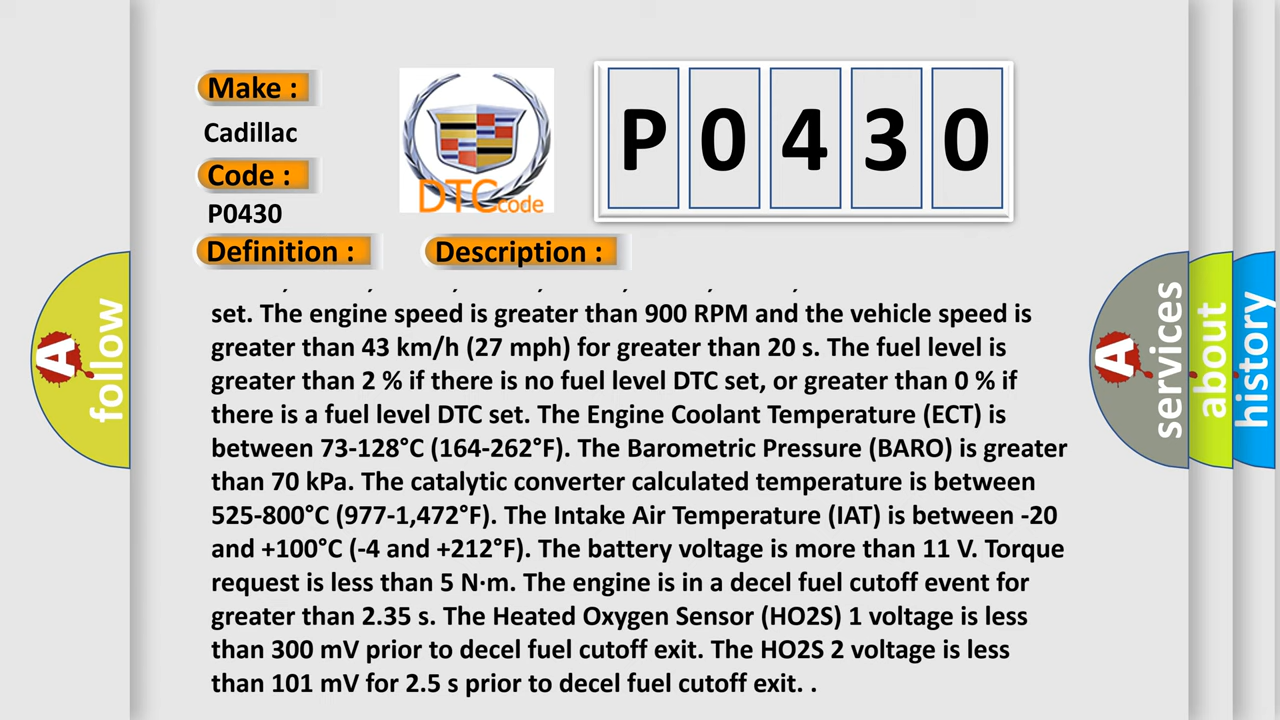 Make :
Cadillac
Code :
P0430
Definition :
Description :
DTC code
P0430
set. The engine speed is greater than 900 RPM and the vehicle speed is
greater than 43 km/h (27 mph) for greater than 20 s. The fuel level is
greater than 2 % if there is no fuel level DTC set, or greater than 0 % if
there is a fuel level DTC set. The Engine Coolant Temperature (ECT) is
between 73-128°C (164-262°F). The Barometric Pressure (BARO) is greater
than 70 kPa. The catalytic converter calculated temperature is between
525-800°C (977-1,472°F). The Intake Air Temperature (IAT) is between -20
and +100°C (-4 and +212°F). The battery voltage is more than 11 V. Torque
request is less than 5 N·m. The engine is in a decel fuel cutoff event for
greater than 2.35 s. The Heated Oxygen Sensor (HO2S) 1 voltage is less
than 300 mV prior to decel fuel cutoff exit. The HO2S 2 voltage is less
than 101 mV for 2.5 s prior to decel fuel cutoff exit. .
A follow
A services
about
history